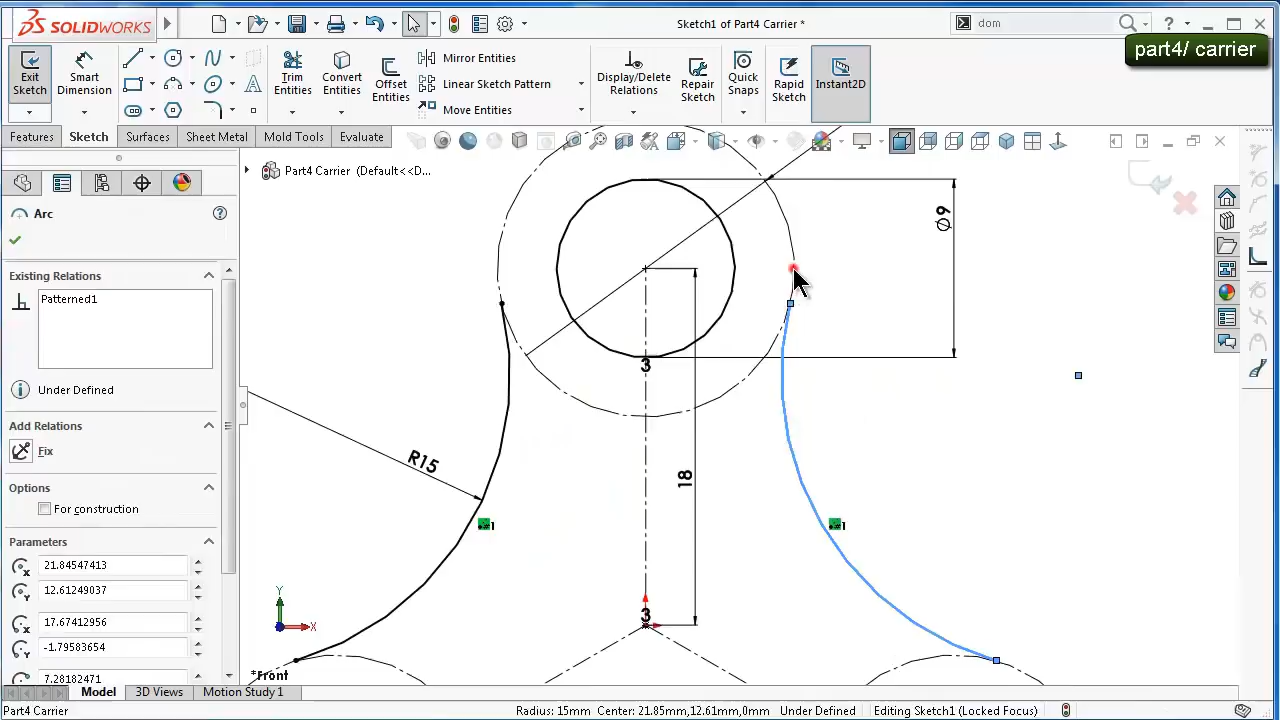 SOLIDWORKS
Sketch1 of Part4 Carrier *
dom
part4/ carrier
Exit Sketch
Smart Dimension
Trim Entities
Convert Entities
Offset Entities
Mirror Entities
Linear Sketch Pattern
Move Entities
Display/Delete Relations
Repair Sketch
Quick Snaps
Rapid Sketch
Instant2D
Features
Sketch
Surfaces
Sheet Metal
Mold Tools
Evaluate
Part4 Carrier (Default<<D...
Arc
Existing Relations
Patterned1
Under Defined
Add Relations
Fix
Options
For construction
Parameters
21.84547413
12.61249037
17.67412956
-1.79583654
7.28182471
Ø9
3
R15
18
1
1
3
Y
X
*Front
Model
3D Views
Motion Study 1
Part4 Carrier
Radius: 15mm Center: 21.85mm,12.61mm,0mm Under Defined Editing Sketch1 (Locked Focus)